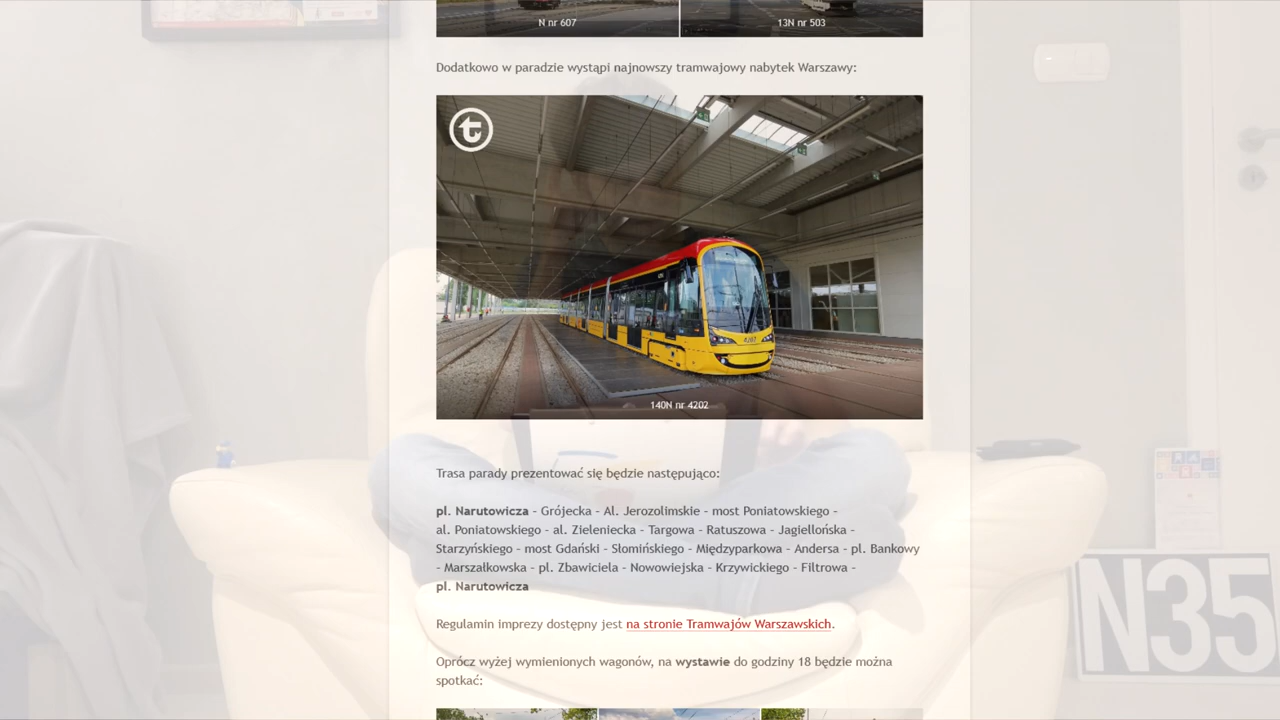 N nr 607
13N nr 503
Dodatkowo w paradzie wystąpi najnowszy tramwajowy nabytek Warszawy:
t
4202
140N nr 4202
Trasa parady prezentować się będzie następująco:
pl. Narutowicza – Grójecka – Al. Jerozolimskie – most Poniatowskiego –
al. Poniatowskiego – al. Zieleniecka – Targowa – Ratuszowa – Jagiellońska –
Starzyńskiego – most Gdański – Słomińskiego – Międzyparkowa – Andersa – pl. Bankowy
– Marszałkowska – pl. Zbawiciela – Nowowiejska – Krzywickiego – Filtrowa –
pl. Narutowicza
Regulamin imprezy dostępny jest na stronie Tramwajów Warszawskich.
Oprócz wyżej wymienionych wagonów, na wystawie do godziny 18 będzie można
spotkać:
N35